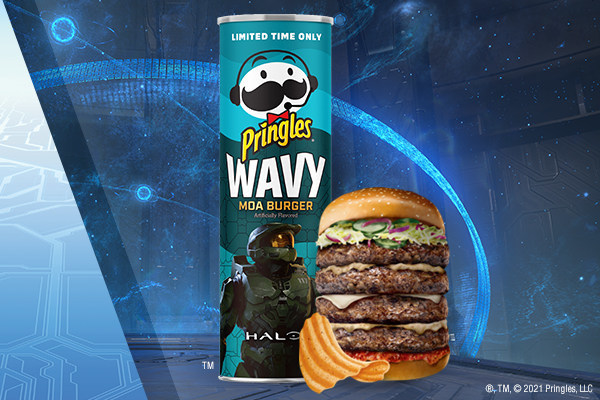 LIMITED TIME ONLY
Pringles
WAVY
MOA BURGER
Artificially Flavored
HALO
TM
®, TM, © 2021 Pringles, LLC